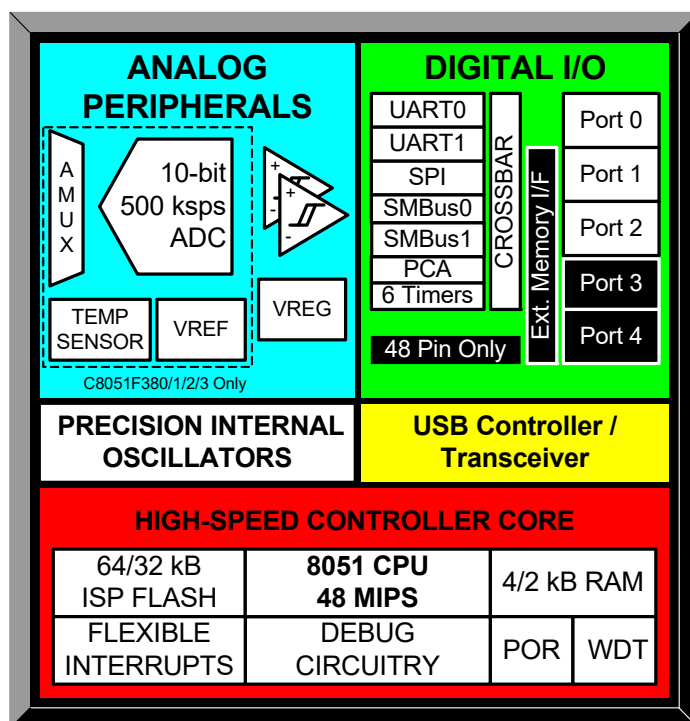 ANALOG
PERIPHERALS
A
M
U
X
10-bit
500 ksps
ADC
+
-
+
-
TEMP
SENSOR
VREF
VREG
C8051F380/1/2/3 Only
DIGITAL I/O
UART0
UART1
SPI
SMBus0
SMBus1
PCA
6 Timers
CROSSBAR
Ext. Memory I/F
Port 0
Port 1
Port 2
Port 3
Port 4
48 Pin Only
PRECISION INTERNAL
OSCILLATORS
USB Controller /
Transceiver
HIGH-SPEED CONTROLLER CORE
64/32 kB
ISP FLASH
8051 CPU
48 MIPS
4/2 kB RAM
FLEXIBLE
INTERRUPTS
DEBUG
CIRCUITRY
POR
WDT